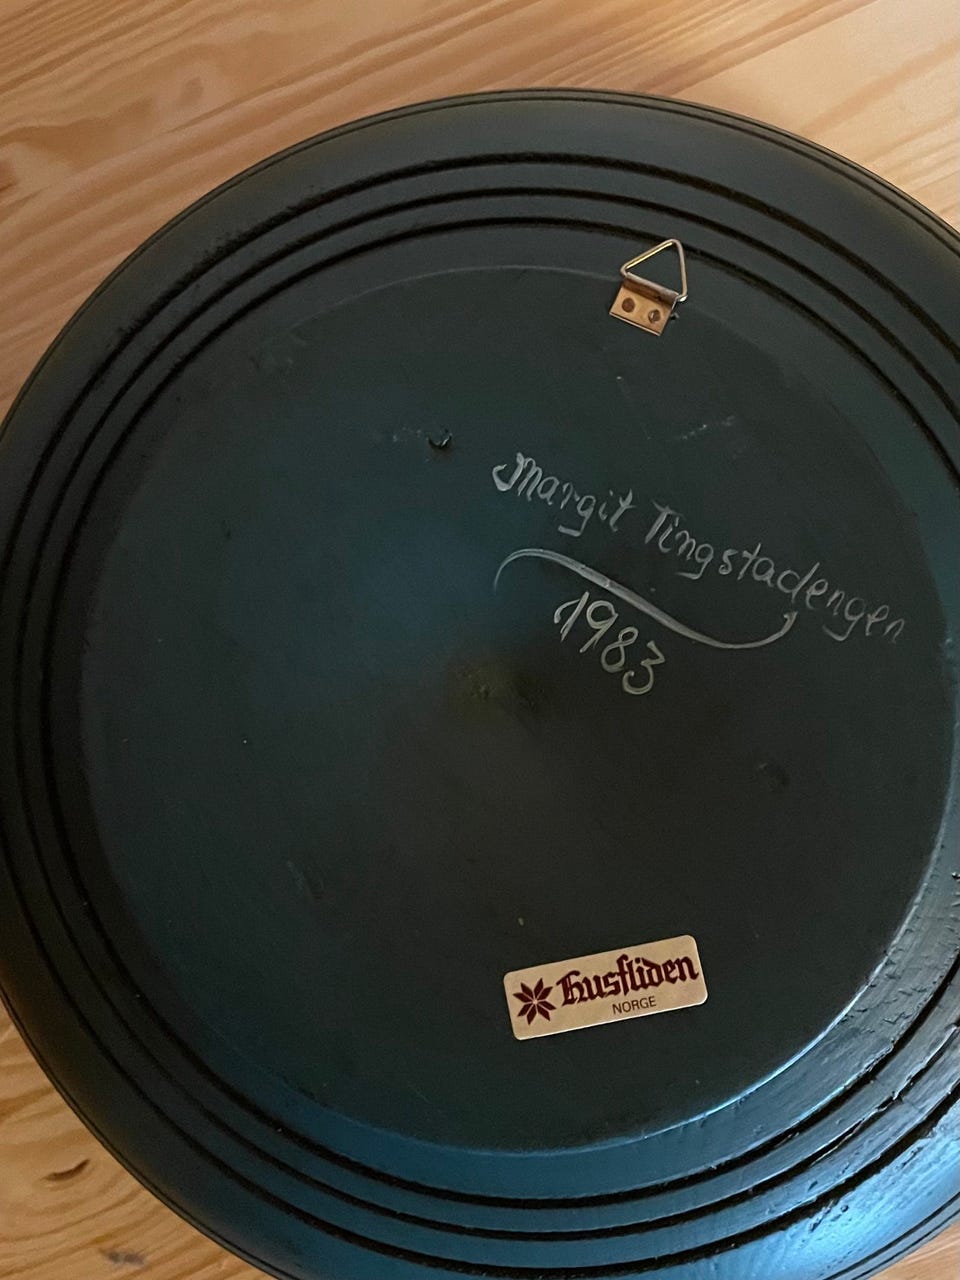 Margit Tingstadengen
1983
Husfliden
NORGE